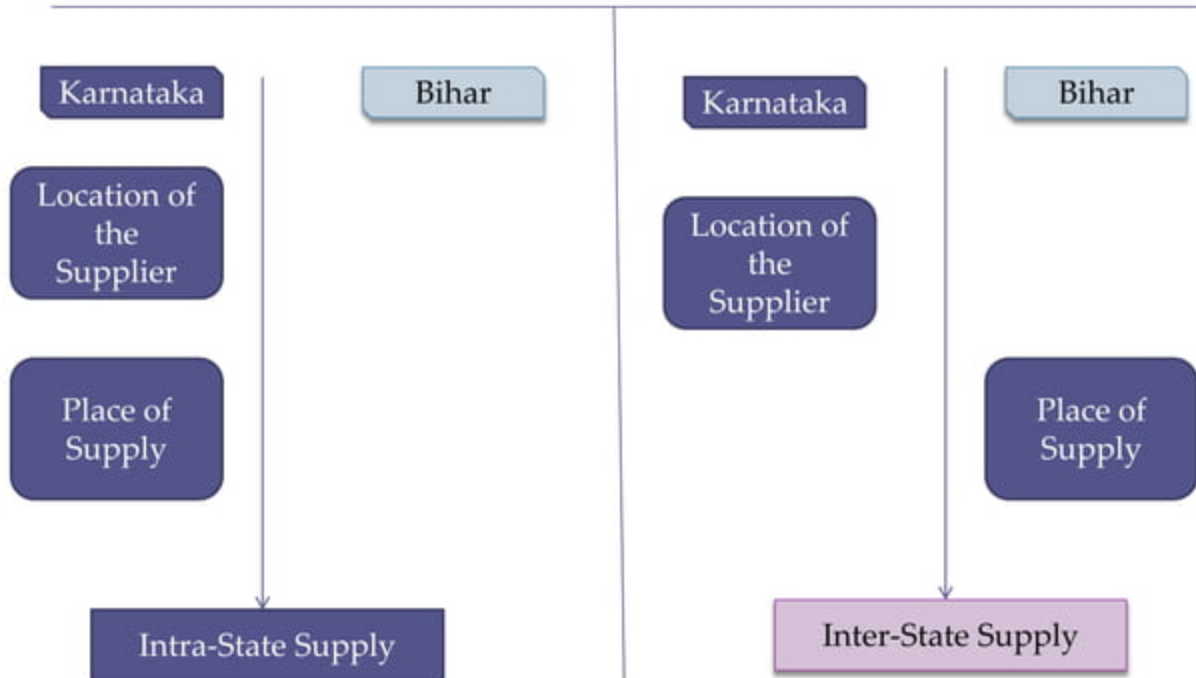 Karnataka
Bihar
Location of
the
Supplier
Place of
Supply
Intra-State Supply
Karnataka
Bihar
Location of
the
Supplier
Place of
Supply
Inter-State Supply